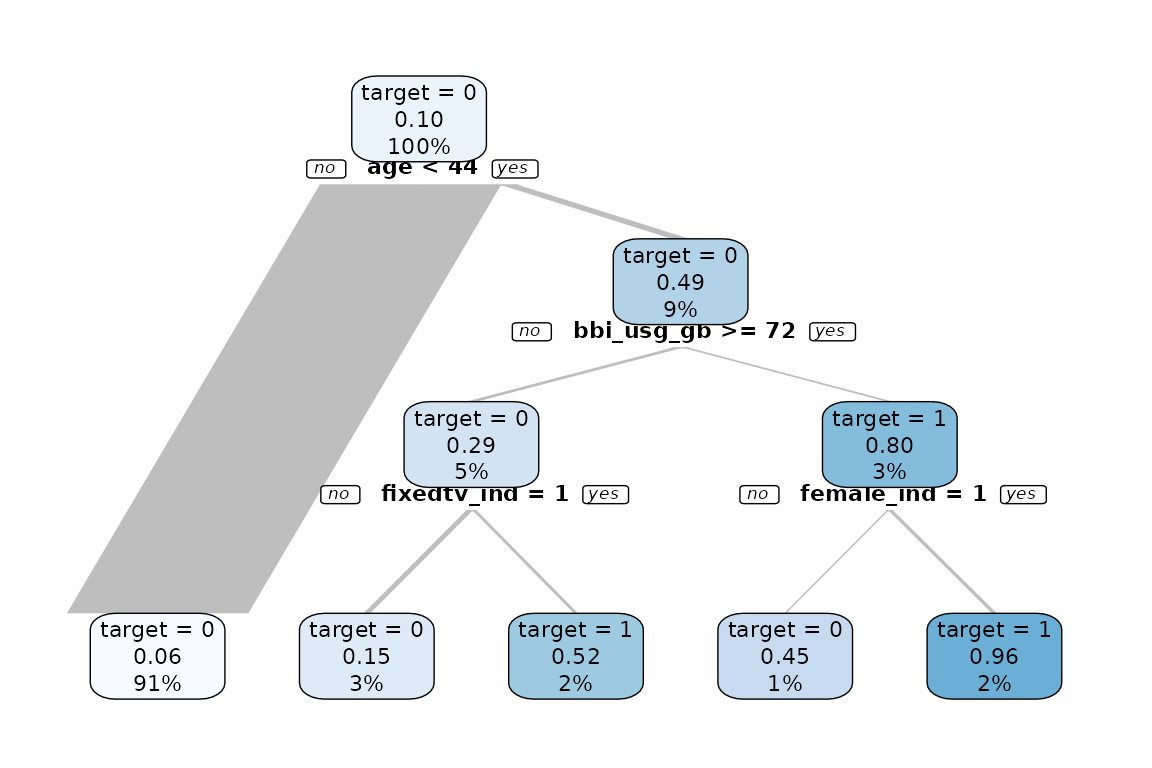 target = 0
0.10
100%
no age < 44 yes
target = 0
0.49
9%
no bbi_usg_gb >= 72 yes
target = 0
0.29
5%
no fixedtv_ind = 1 yes
target = 1
0.80
3%
no female_ind = 1 yes
target = 0
0.06
91%
target = 0
0.15
3%
target = 1
0.52
2%
target = 0
0.45
1%
target = 1
0.96
2%